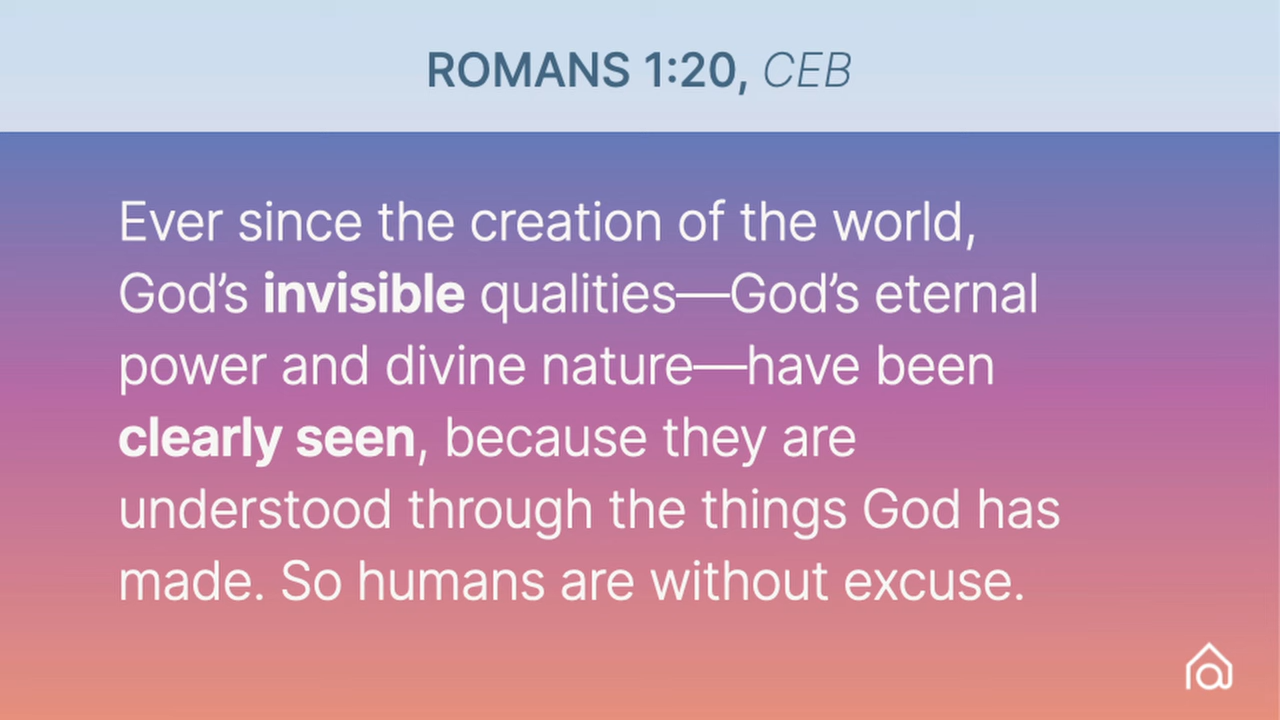 ROMANS 1:20, CEB
Ever since the creation of the world,
God’s invisible qualities—God’s eternal
power and divine nature—have been
clearly seen, because they are
understood through the things God has
made. So humans are without excuse.